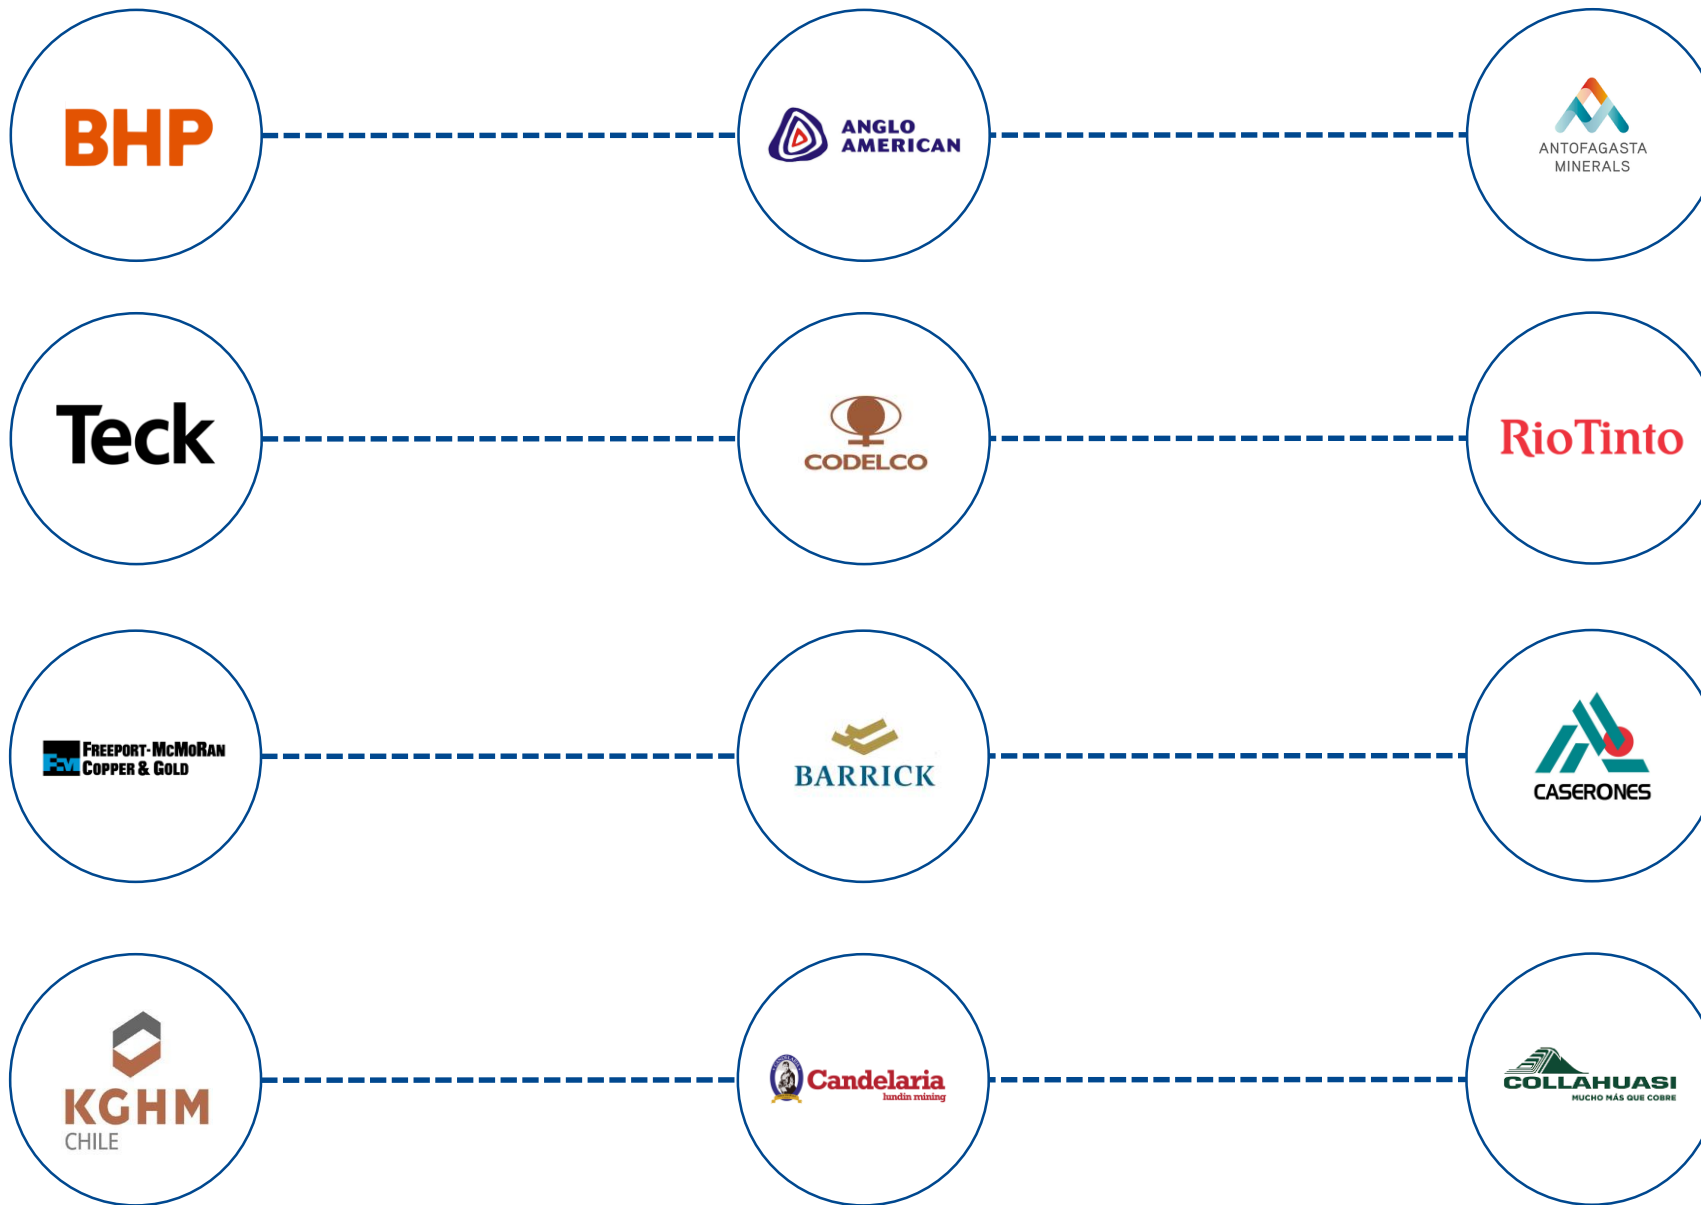 BHP
ANGLO
AMERICAN
ANTOFAGASTA
MINERALS
Teck
CODELCO
RioTinto
FREEPORT-MCMORAN
COPPER & GOLD
BARRICK
CASERONES
KGHM
CHILE
Candelaria
lundin mining
COLLAHUASI
MUCHO MÁS QUE COBRE